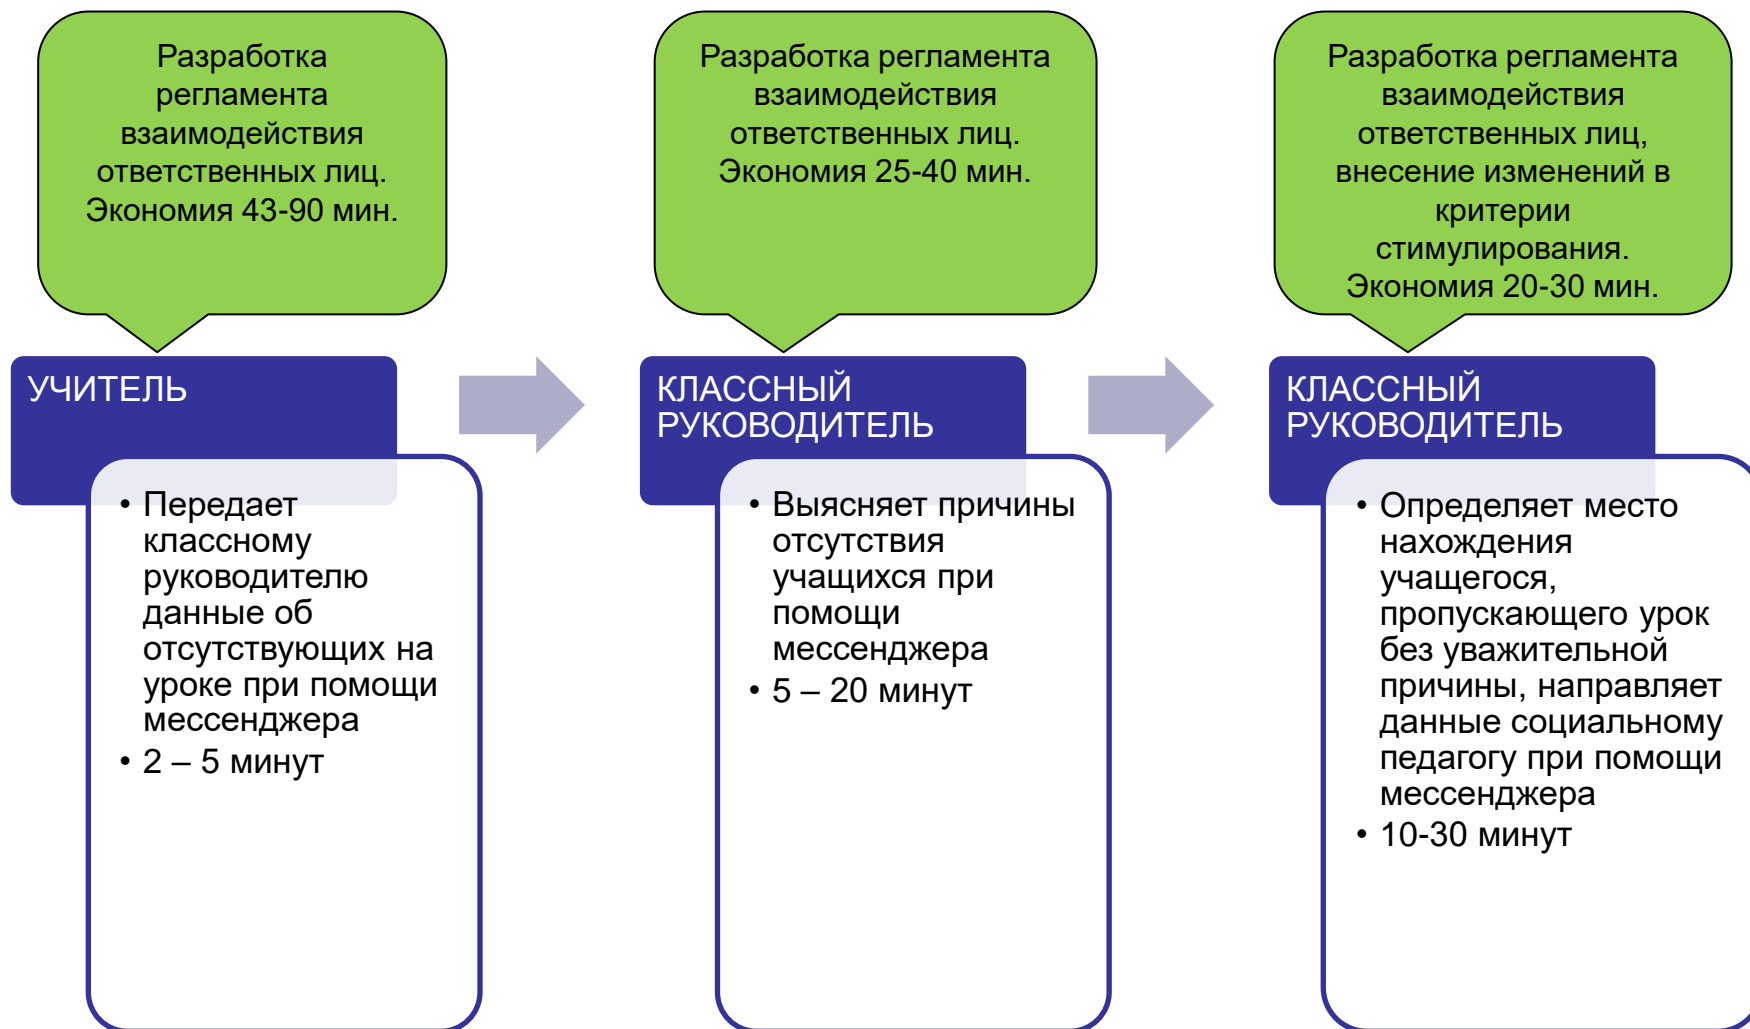 Разработка
регламента
взаимодействия
ответственных лиц.
Экономия 43-90 мин.
Разработка регламента
взаимодействия
ответственных лиц.
Экономия 25-40 мин.
Разработка регламента
взаимодействия
ответственных лиц,
внесение изменений в
критерии
стимулирования.
Экономия 20-30 мин.
УЧИТЕЛЬ
• Передает
классному
руководителю
данные об
отсутствующих на
уроке при помощи
мессенджера
• 2 – 5 минут
КЛАССНЫЙ
РУКОВОДИТЕЛЬ
• Выясняет причины
отсутствия
учащихся при
помощи
мессенджера
• 5 – 20 минут
КЛАССНЫЙ
РУКОВОДИТЕЛЬ
• Определяет место
нахождения
учащегося,
пропускающего урок
без уважительной
причины, направляет
данные социальному
педагогу при помощи
мессенджера
• 10-30 минут